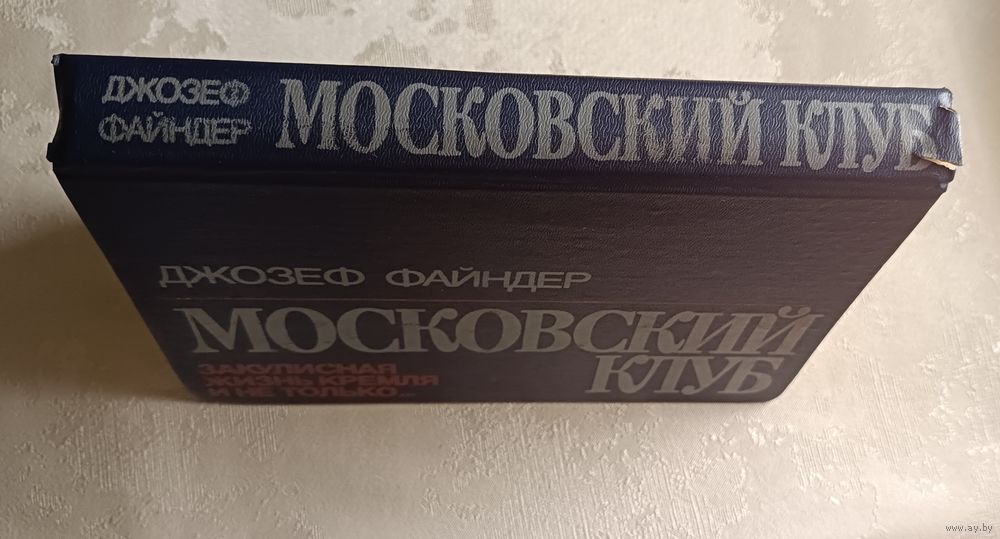 ДЖОЗЕФ
ФАЙНДЕР
МОСКОВСКИЙ КЛУБ
ДЖОЗЕФ ФАЙНДЕР
МОСКОВСКИЙ
КЛУБ
ЗАКУЛИСНАЯ
ЖИЗНЬ КРЕМЛЯ
И НЕ ТОЛЬКО...
© www.ay.by